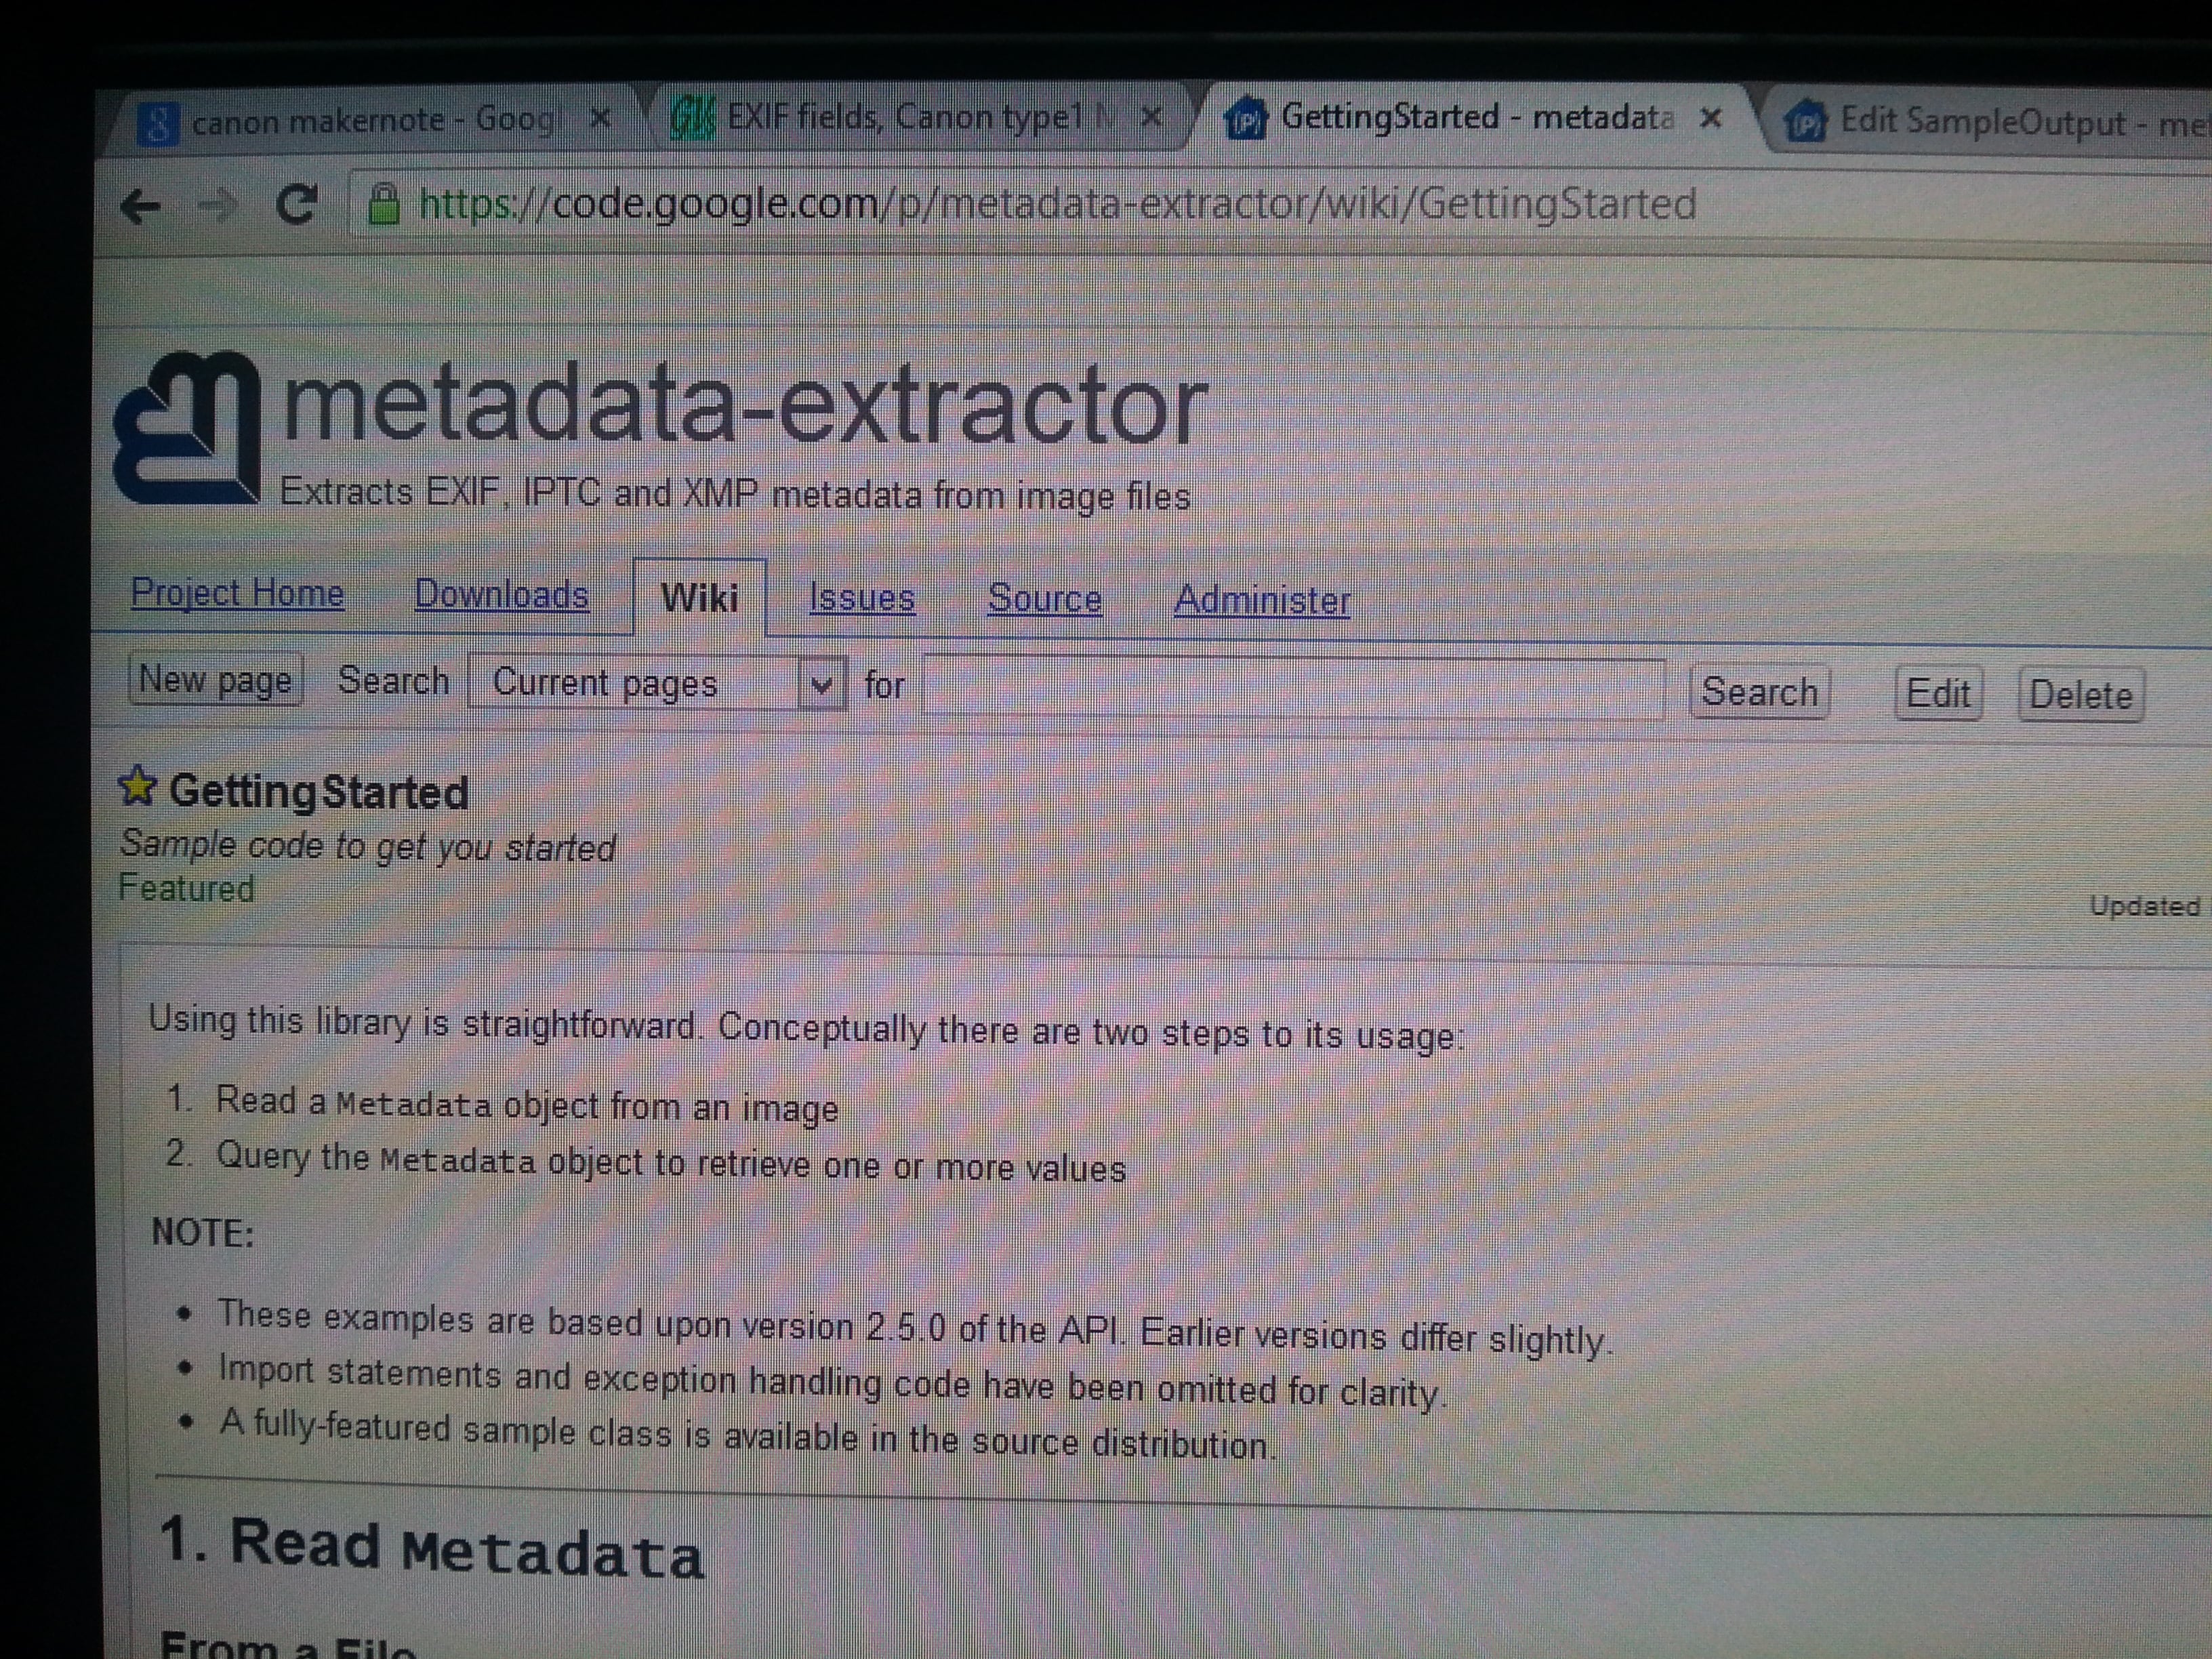 canon makernote - Googl
EXIF fields, Canon type1 N
GettingStarted - metadata
Edit SampleOutput - met
https://code.google.com/p/metadata-extractor/wiki/GettingStarted
metadata-extractor
Extracts EXIF, IPTC and XMP metadata from image files
Project Home Downloads Wiki Issues Source Administer
New page Search Current pages for Search Edit Delete
GettingStarted
Sample code to get you started
Featured
Updated
Using this library is straightforward. Conceptually there are two steps to its usage:
1. Read a Metadata object from an image
2. Query the Metadata object to retrieve one or more values
NOTE:
• These examples are based upon version 2.5.0 of the API. Earlier versions differ slightly.
• Import statements and exception handling code have been omitted for clarity.
• A fully-featured sample class is available in the source distribution.
1. Read Metadata
From a File